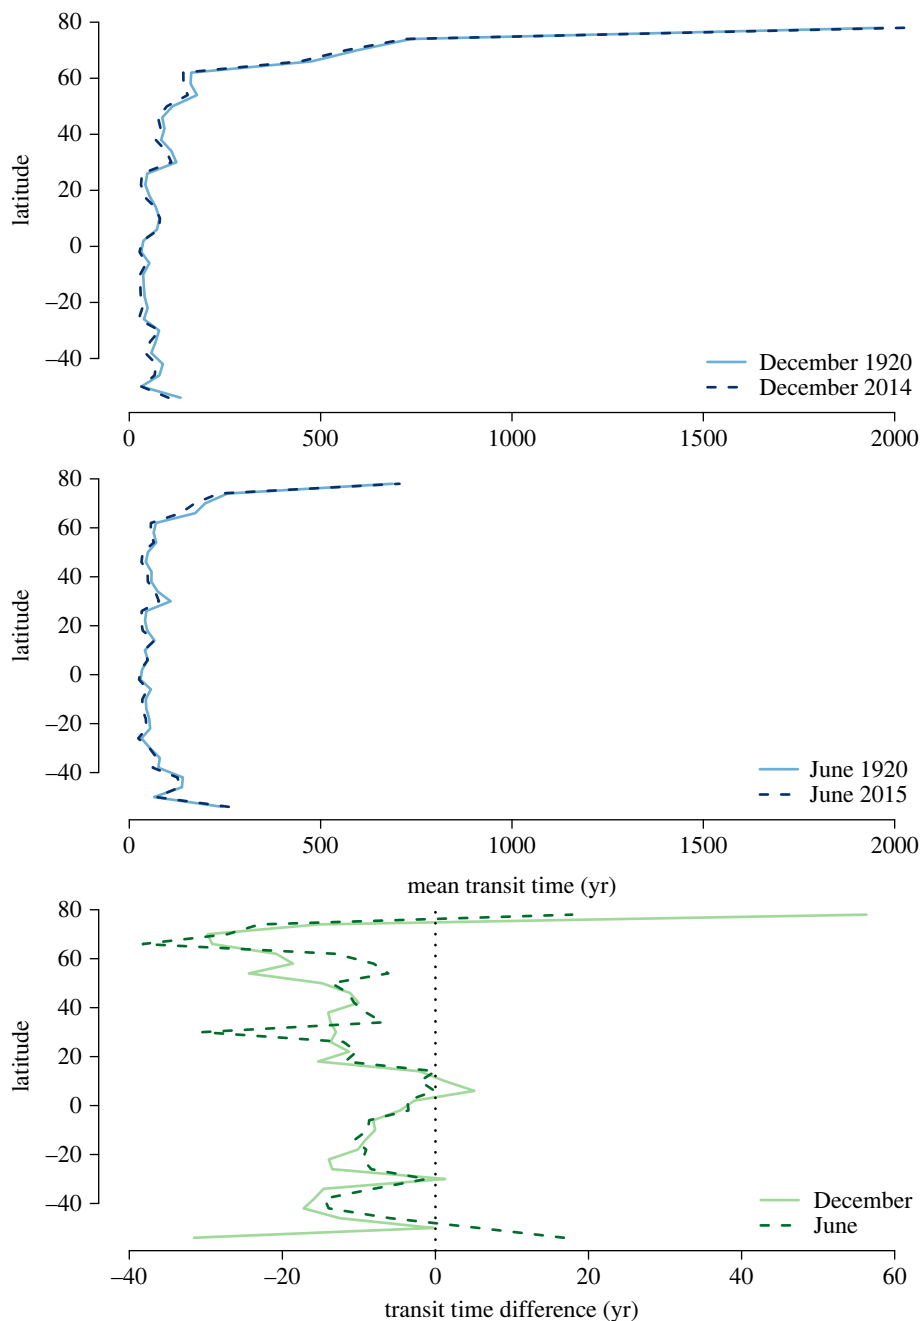 80
60
40
20
0
−20
−40
latitude
December 1920
December 2014
0 500 1000 1500 2000
80
60
40
20
0
−20
−40
latitude
June 1920
June 2015
0 500 1000 1500 2000
mean transit time (yr)
80
60
40
20
0
−20
−40
latitude
December
June
−40 −20 0 20 40 60
transit time difference (yr)